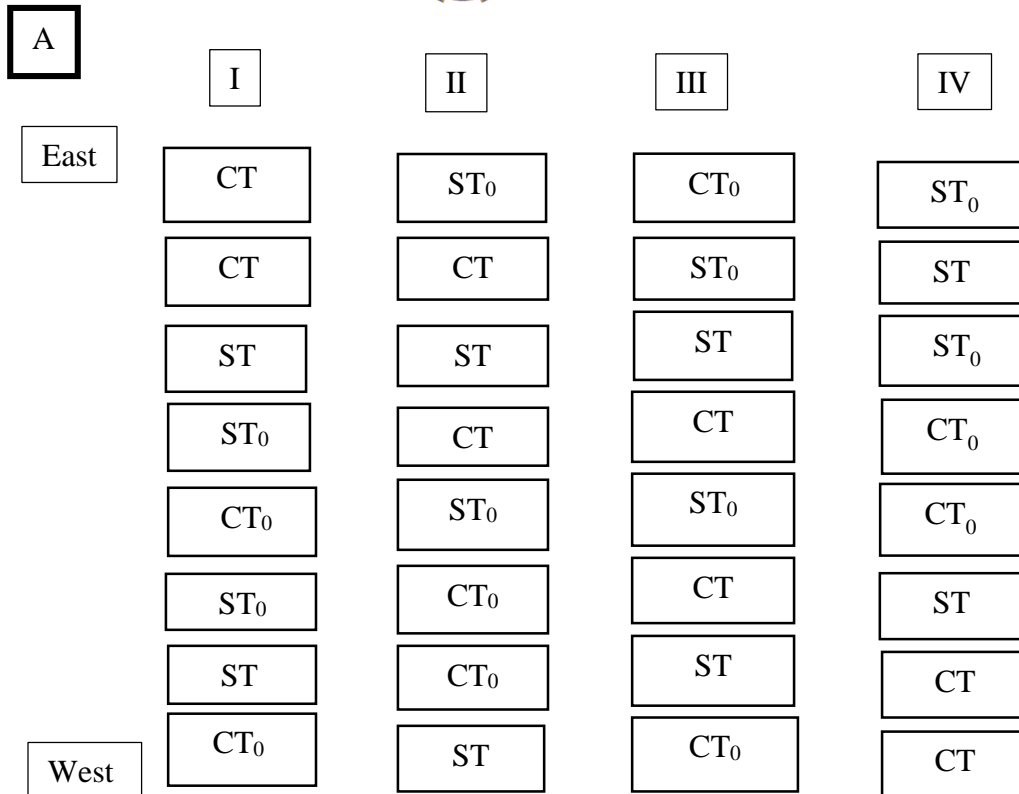 A
I II III IV
East
CT ST₀ CT₀ ST₀
CT CT ST₀ ST
ST ST ST ST₀
ST₀ CT CT CT₀
CT₀ ST₀ ST₀ CT₀
ST₀ CT₀ CT ST
ST CT₀ ST CT
CT₀ ST CT₀ CT
West